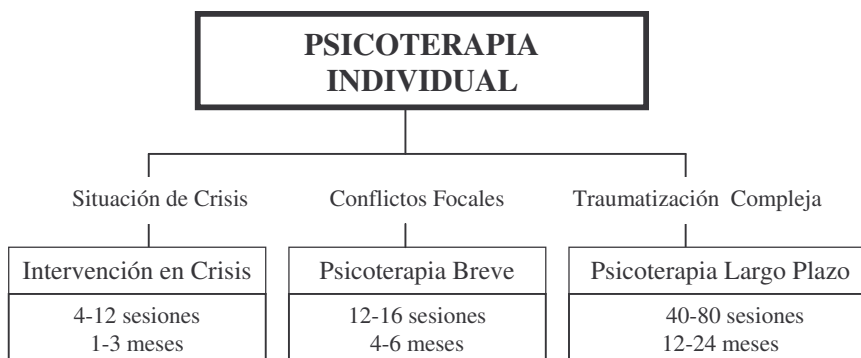 PSICOTERAPIA
INDIVIDUAL
Situación de Crisis
Conflictos Focales
Traumatización Compleja
Intervención en Crisis
Psicoterapia Breve
Psicoterapia Largo Plazo
4-12 sesiones
1-3 meses
12-16 sesiones
4-6 meses
40-80 sesiones
12-24 meses